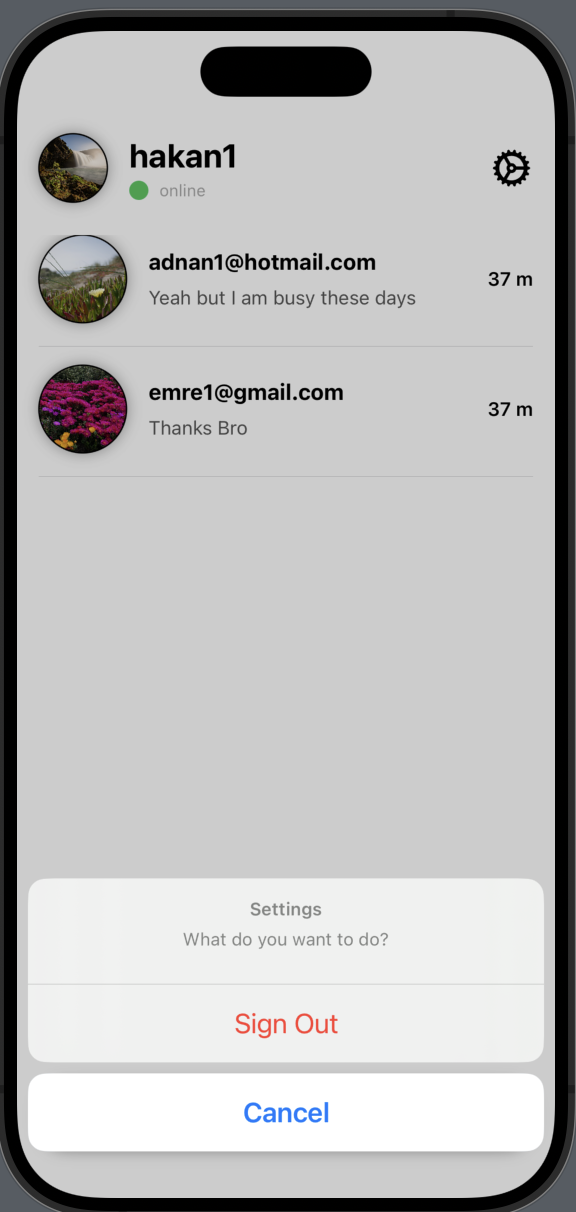 hakan1
online
adnan1@hotmail.com
Yeah but I am busy these days
37 m
emre1@gmail.com
Thanks Bro
37 m
Settings
What do you want to do?
Sign Out
Cancel